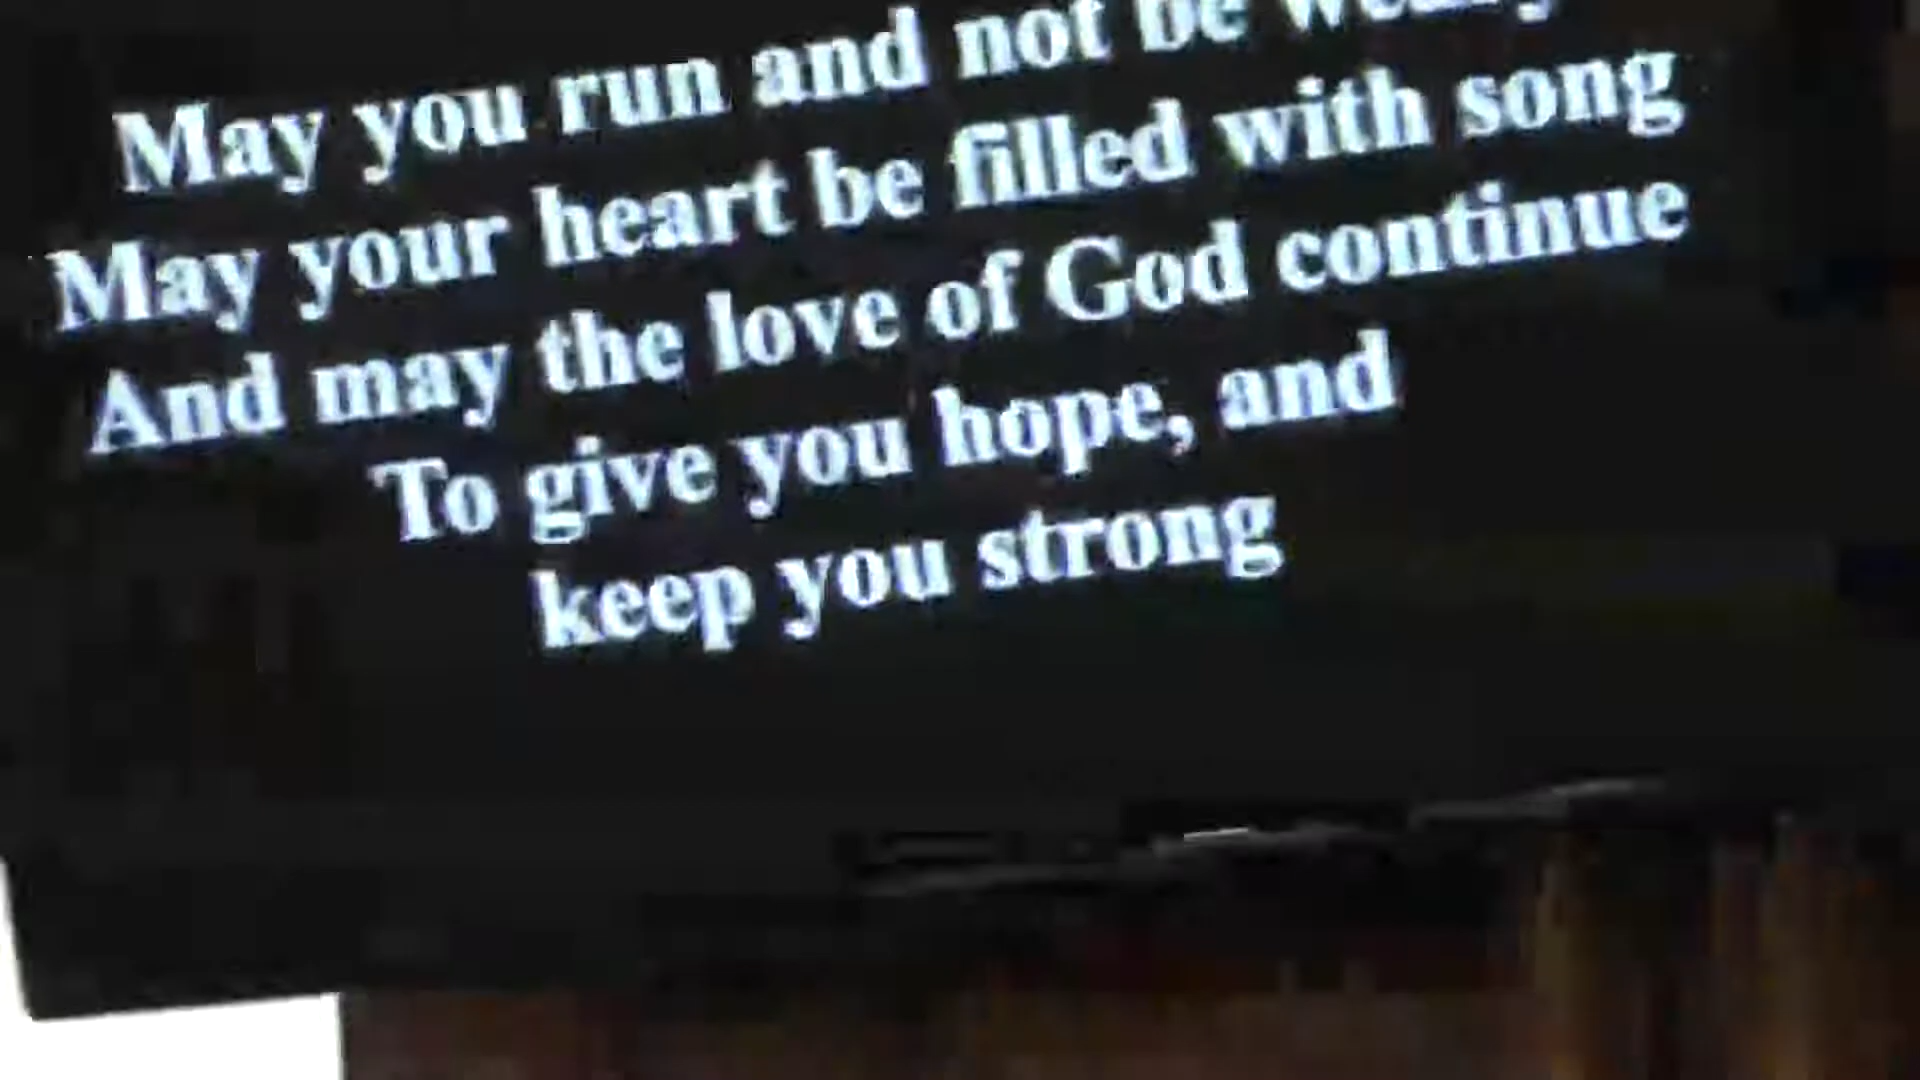 May you run and not be weary
May your heart be filled with song
And may the love of God continue
To give you hope, and
keep you strong